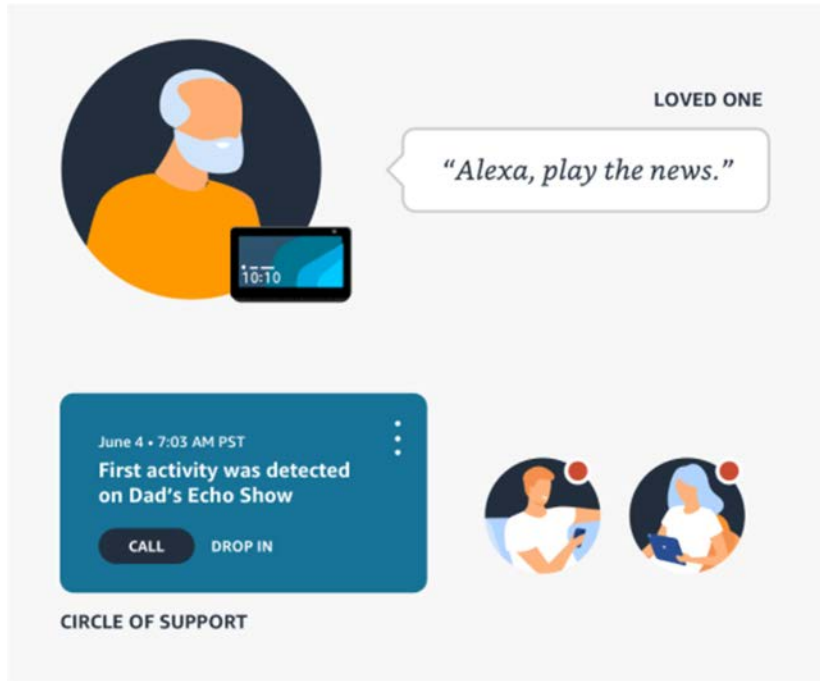 LOVED ONE
“Alexa, play the news.”
10:10
June 4 • 7:03 AM PST
First activity was detected
on Dad’s Echo Show
CALL DROP IN
CIRCLE OF SUPPORT